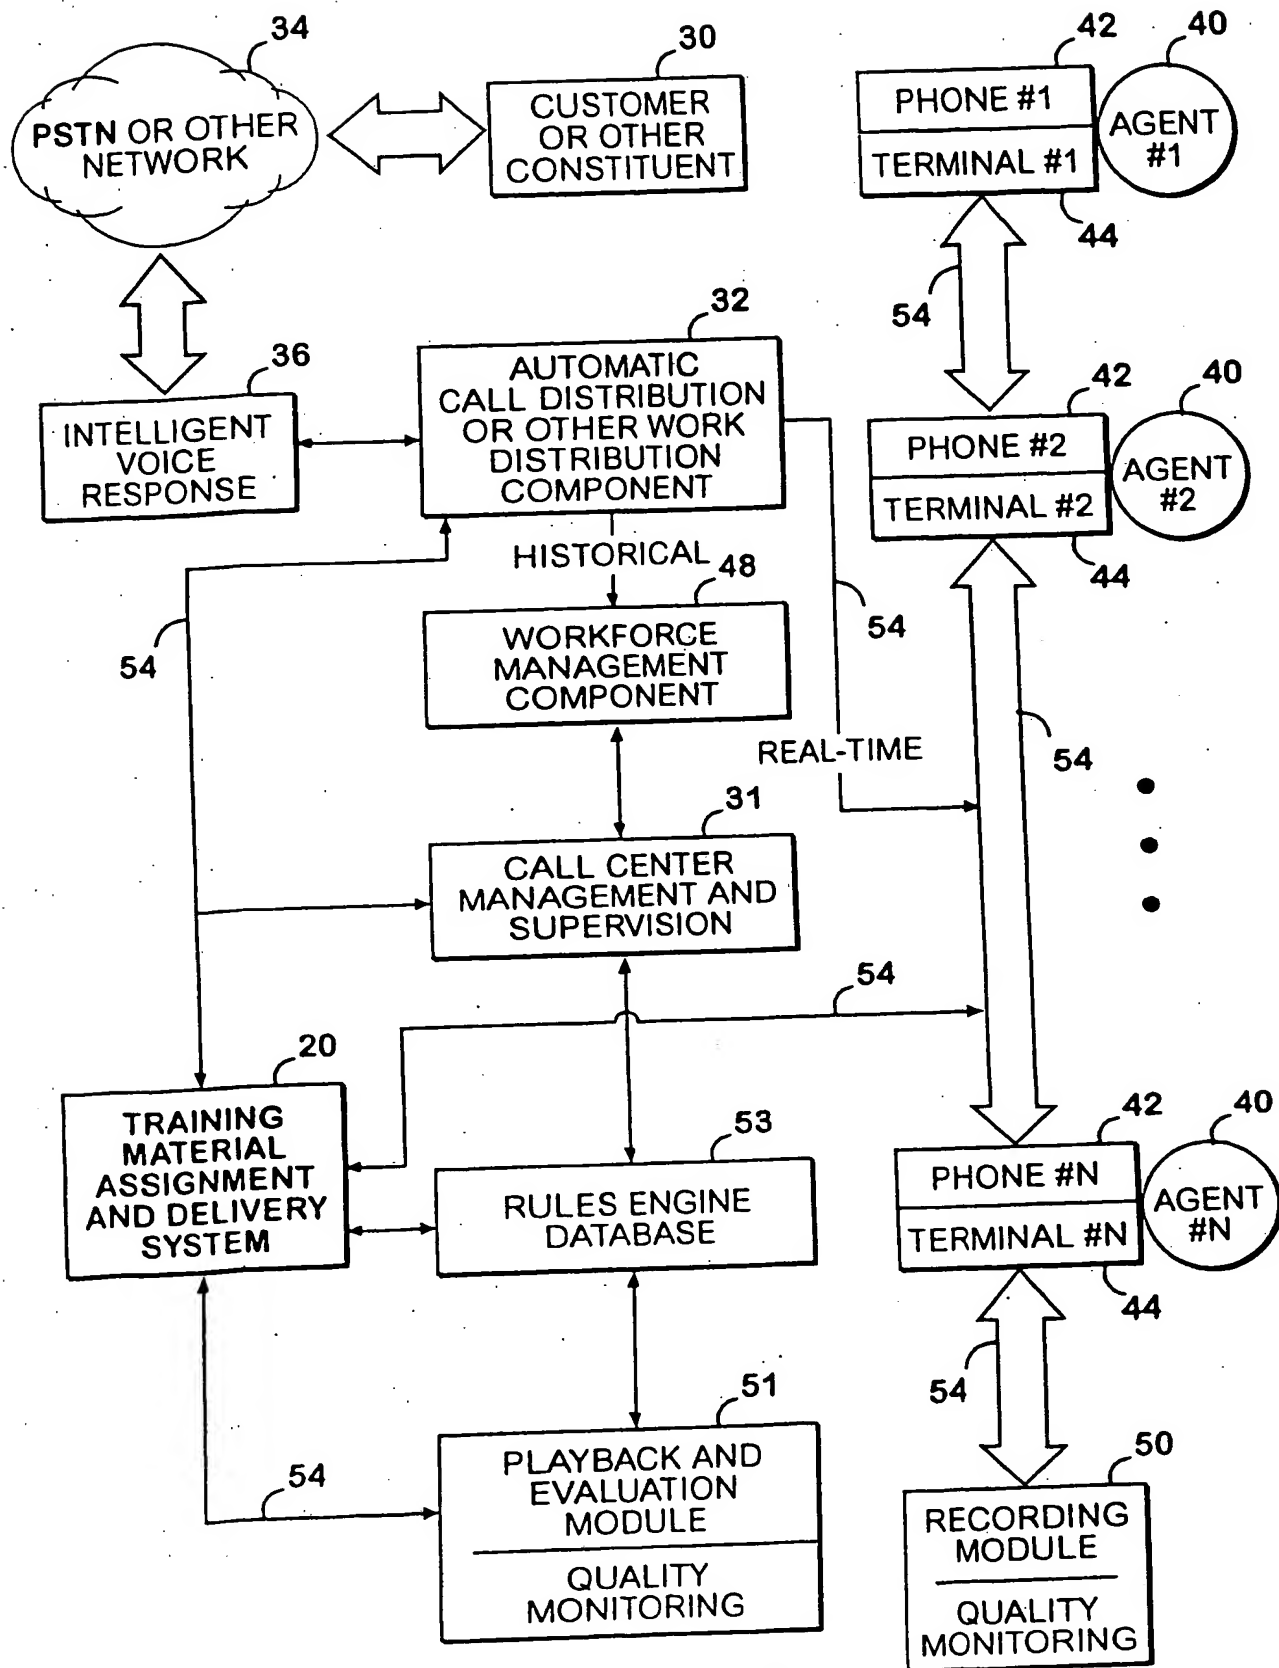 34
PSTN OR OTHER
NETWORK
30
CUSTOMER
OR OTHER
CONSTITUENT
42
40
PHONE #1
TERMINAL #1
AGENT
#1
44
54
36
INTELLIGENT
VOICE
RESPONSE
32
AUTOMATIC
CALL DISTRIBUTION
OR OTHER WORK
DISTRIBUTION
COMPONENT
42
40
PHONE #2
TERMINAL #2
AGENT
#2
44
HISTORICAL
48
54
54
WORKFORCE
MANAGEMENT
COMPONENT
REAL-TIME
54
31
CALL CENTER
MANAGEMENT AND
SUPERVISION
54
20
TRAINING
MATERIAL
ASSIGNMENT
AND DELIVERY
SYSTEM
53
RULES ENGINE
DATABASE
42
40
PHONE #N
TERMINAL #N
AGENT
#N
44
54
54
51
PLAYBACK AND
EVALUATION
MODULE
QUALITY
MONITORING
50
RECORDING
MODULE
QUALITY
MONITORING